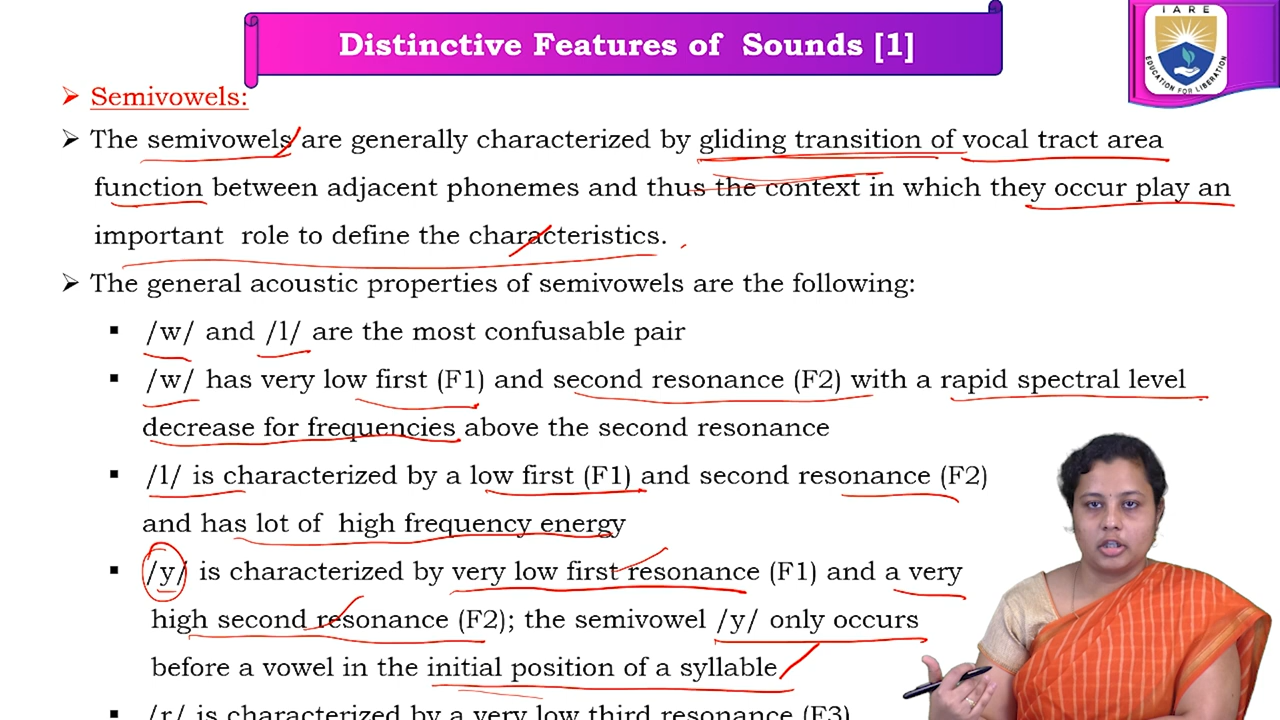 Distinctive Features of Sounds [1]
IARE
EDUCATION FOR LIBERATION
➢ Semivowels:
➢ The semivowels are generally characterized by gliding transition of vocal tract area
function between adjacent phonemes and thus the context in which they occur play an
important role to define the characteristics.
➢ The general acoustic properties of semivowels are the following:
▪ /w/ and /l/ are the most confusable pair
▪ /w/ has very low first (F1) and second resonance (F2) with a rapid spectral level
decrease for frequencies above the second resonance
▪ /l/ is characterized by a low first (F1) and second resonance (F2)
and has lot of high frequency energy
▪ /y/ is characterized by very low first resonance (F1) and a very
high second resonance (F2); the semivowel /y/ only occurs
before a vowel in the initial position of a syllable
▪ /r/ is characterized by a very low third resonance (F3)